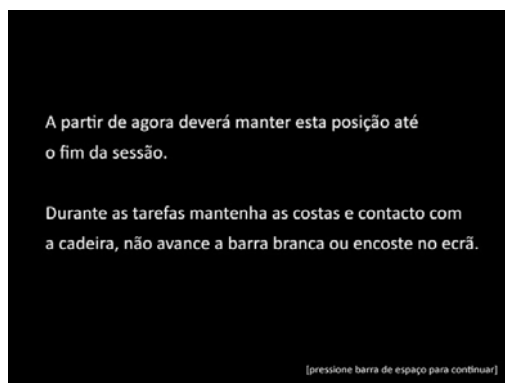 A partir de agora deverá manter esta posição até
o fim da sessão.
Durante as tarefas mantenha as costas e contacto com
a cadeira, não avance a barra branca ou encoste no ecrã.
[pressione barra de espaço para continuar]